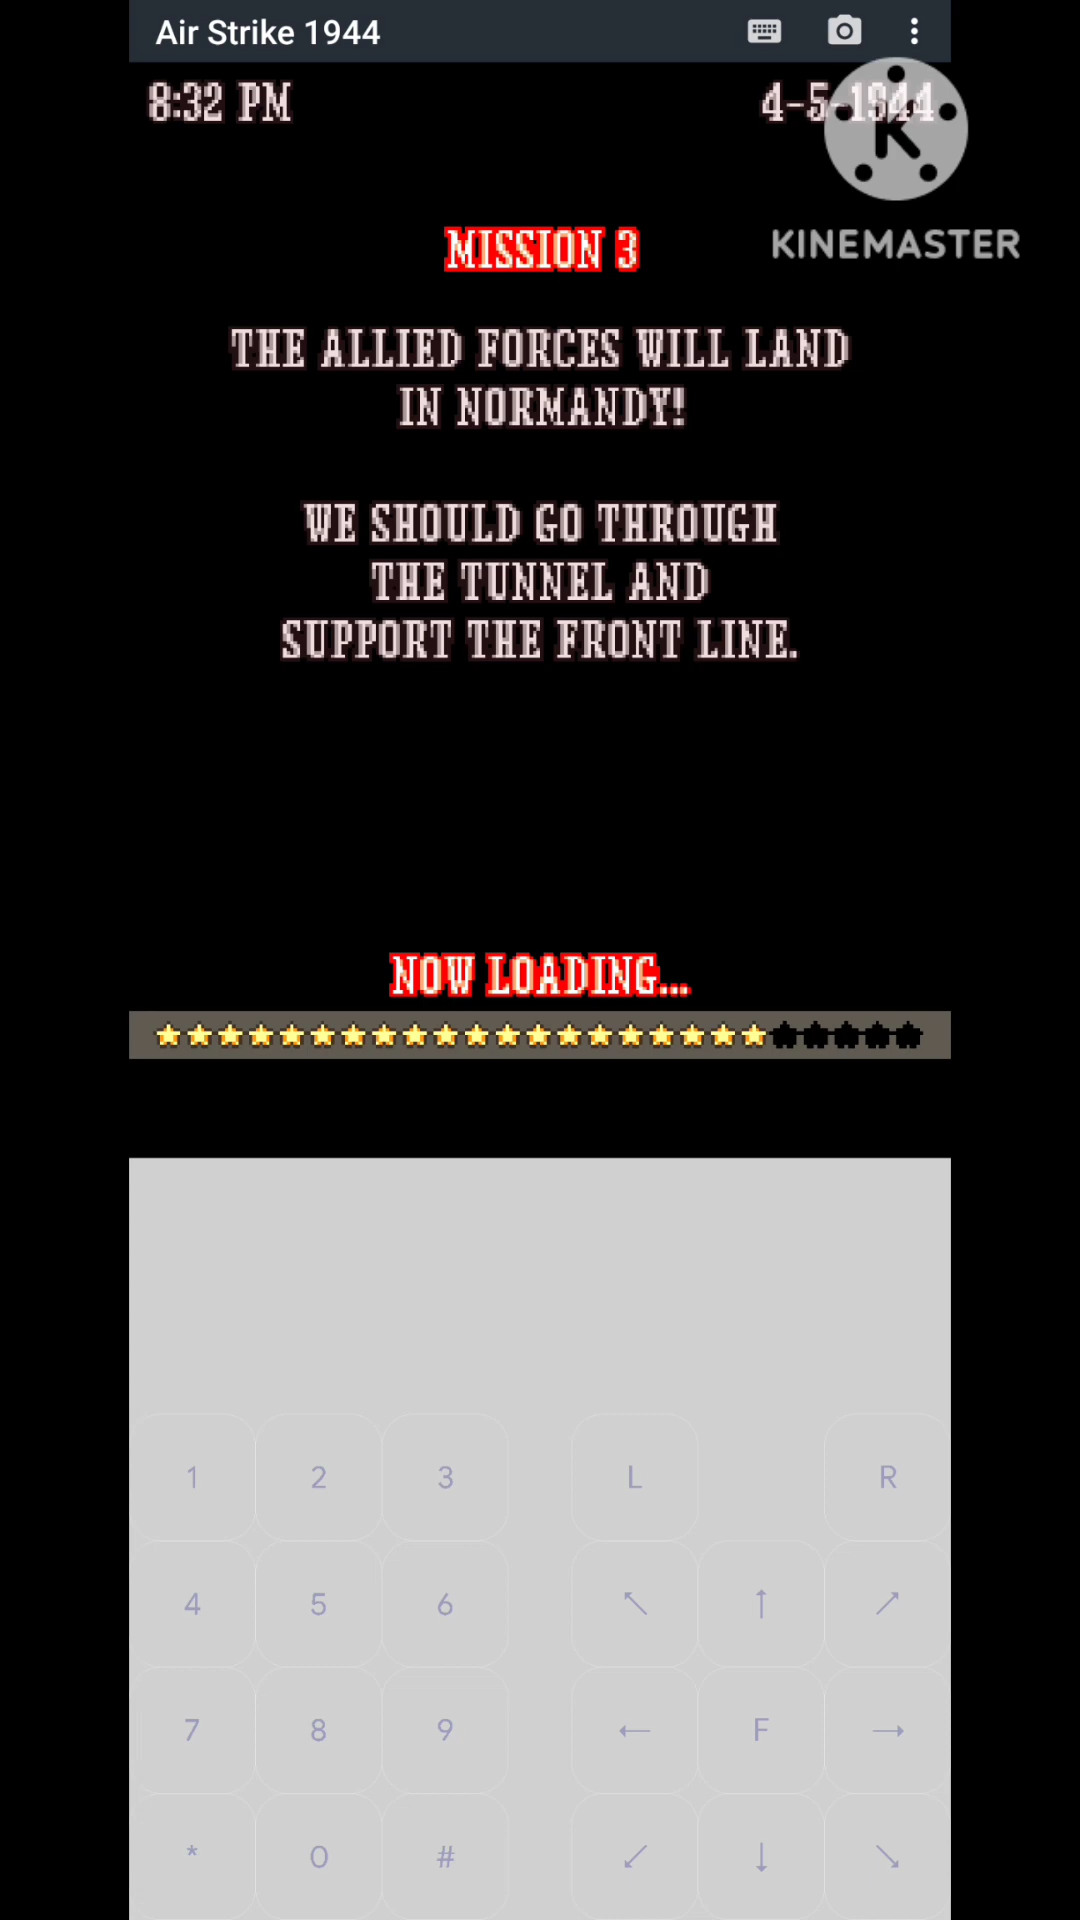 Air Strike 1944
8:32 PM
4-5-1944
K
KINEMASTER
MISSION 3
THE ALLIED FORCES WILL LAND
IN NORMANDY!
WE SHOULD GO THROUGH
THE TUNNEL AND
SUPPORT THE FRONT LINE.
NOW LOADING...
1 2 3 L R
4 5 6 ↖ ↑ ↗
7 8 9 ← F →
* 0 # ↙ ↓ ↘